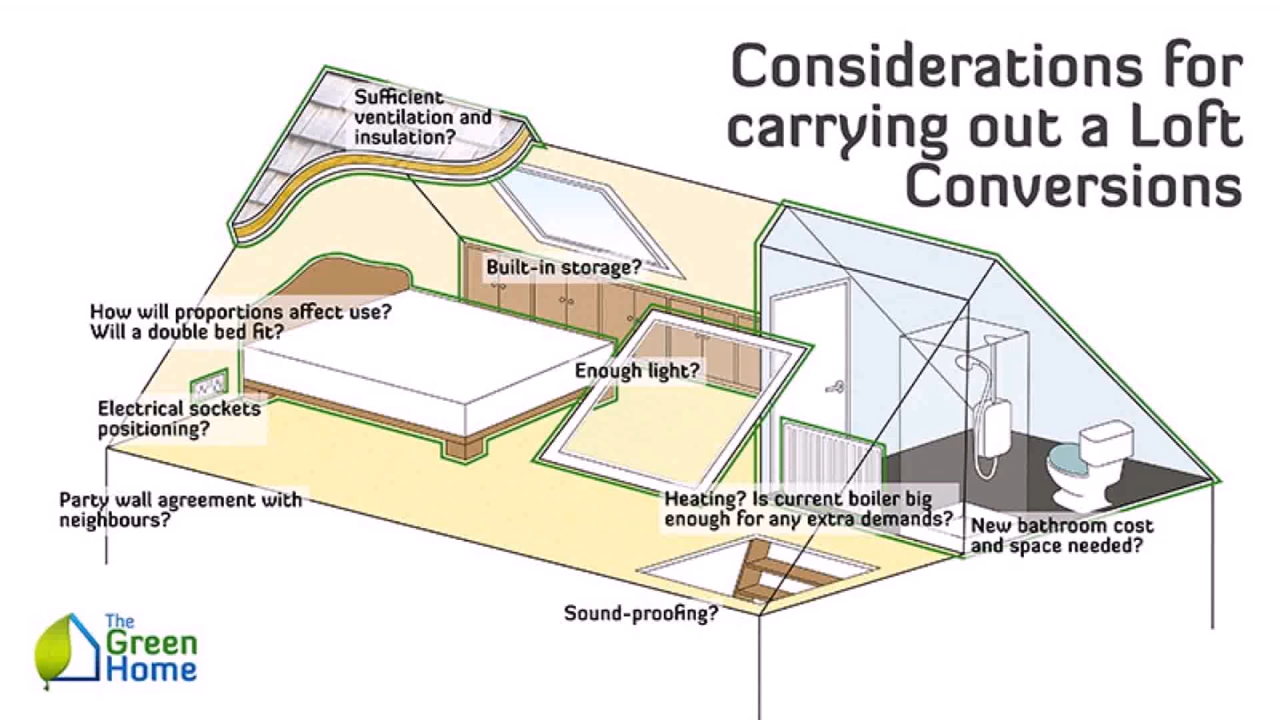 Considerations for
carrying out a Loft
Conversions
Sufficient
ventilation and
insulation?
Built-in storage?
How will proportions affect use?
Will a double bed fit?
Enough light?
Electrical sockets
positioning?
Party wall agreement with
neighbours?
Heating? Is current boiler big
enough for any extra demands?
New bathroom cost
and space needed?
Sound-proofing?
The
Green
Home